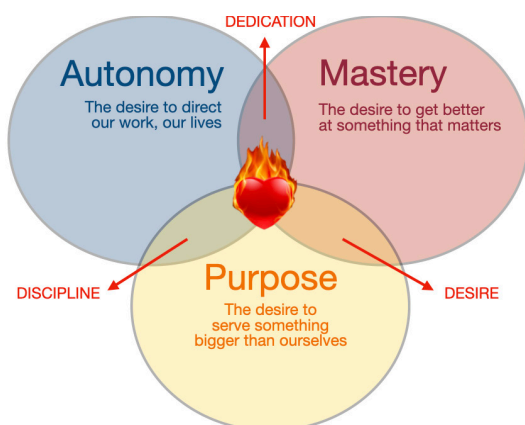 DEDICATION
Autonomy
The desire to direct
our work, our lives
Mastery
The desire to get better
at something that matters
DISCIPLINE
Purpose
The desire to
serve something
bigger than ourselves
DESIRE